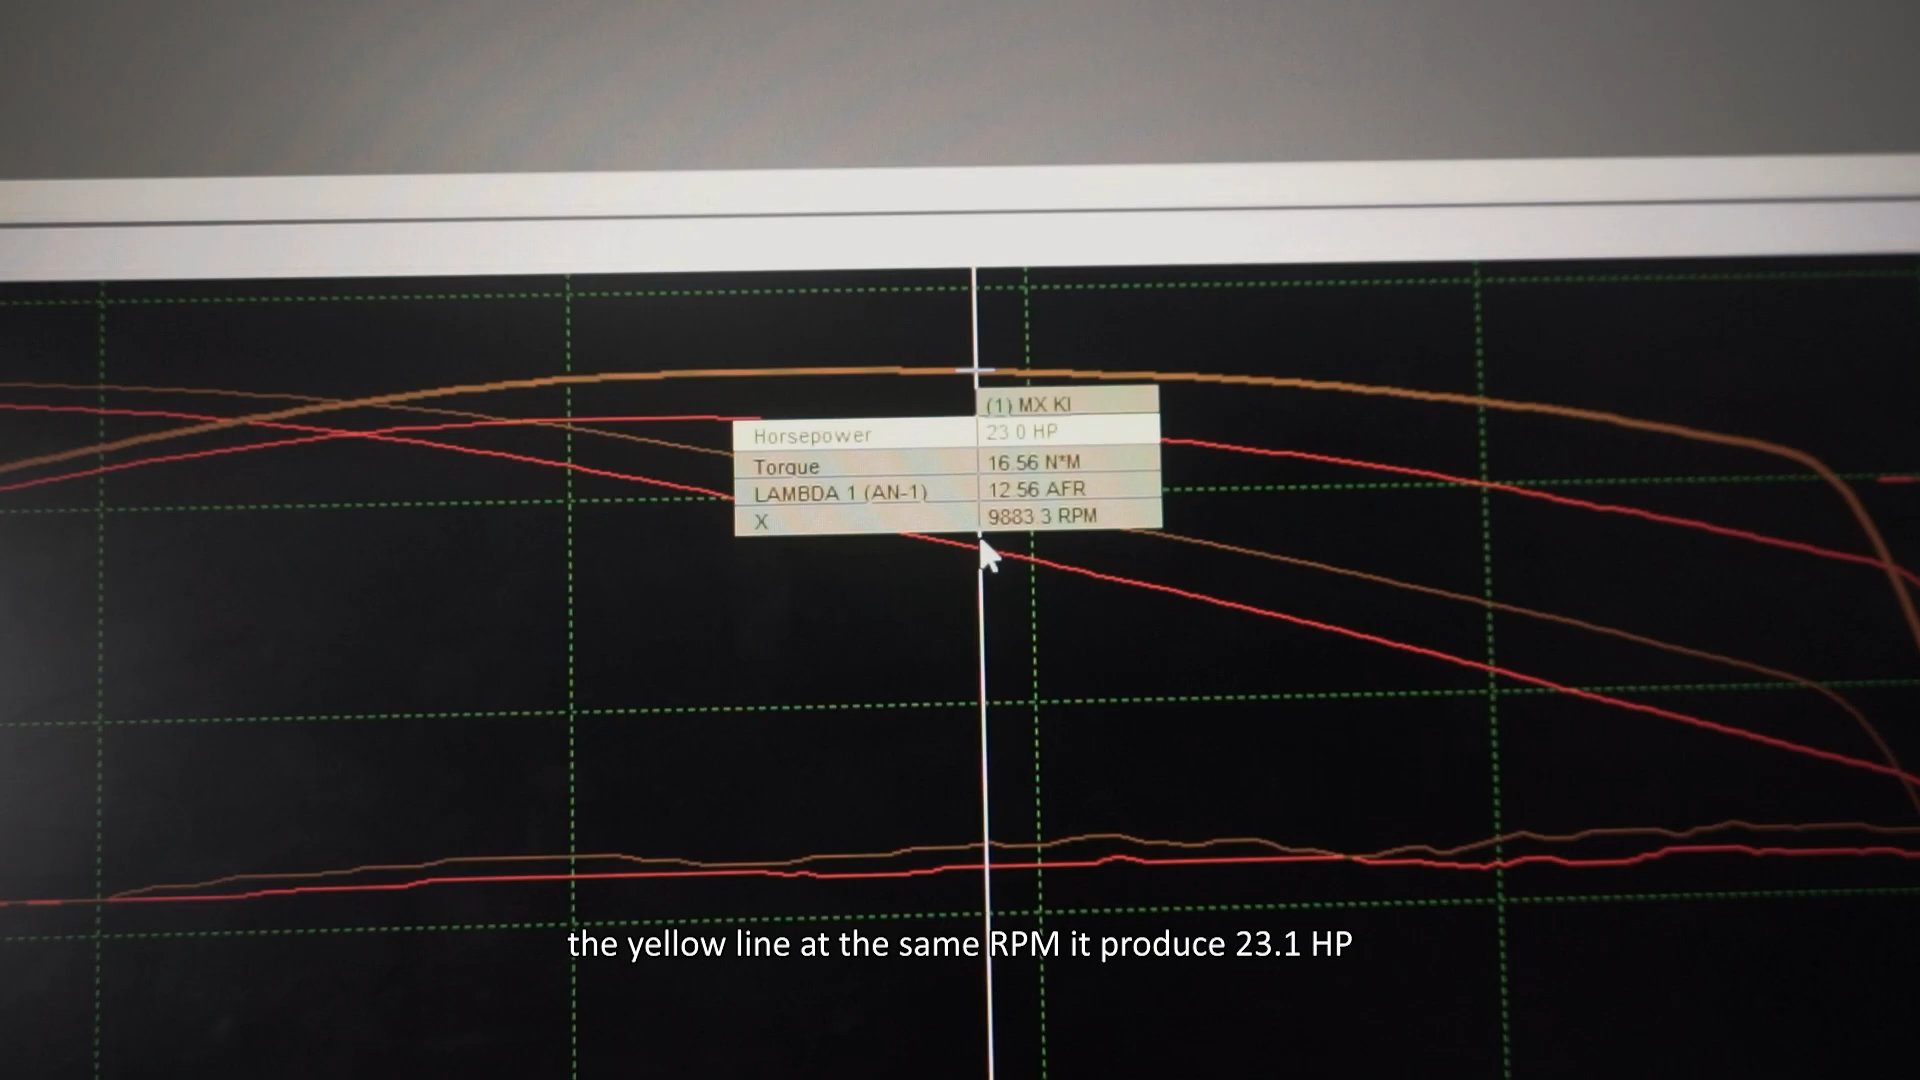 (1) MX KI
Horsepower 23.0 HP
Torque 16.56 N*M
LAMBDA 1 (AN-1) 12.56 AFR
X 9883.3 RPM
the yellow line at the same RPM it produce 23.1 HP